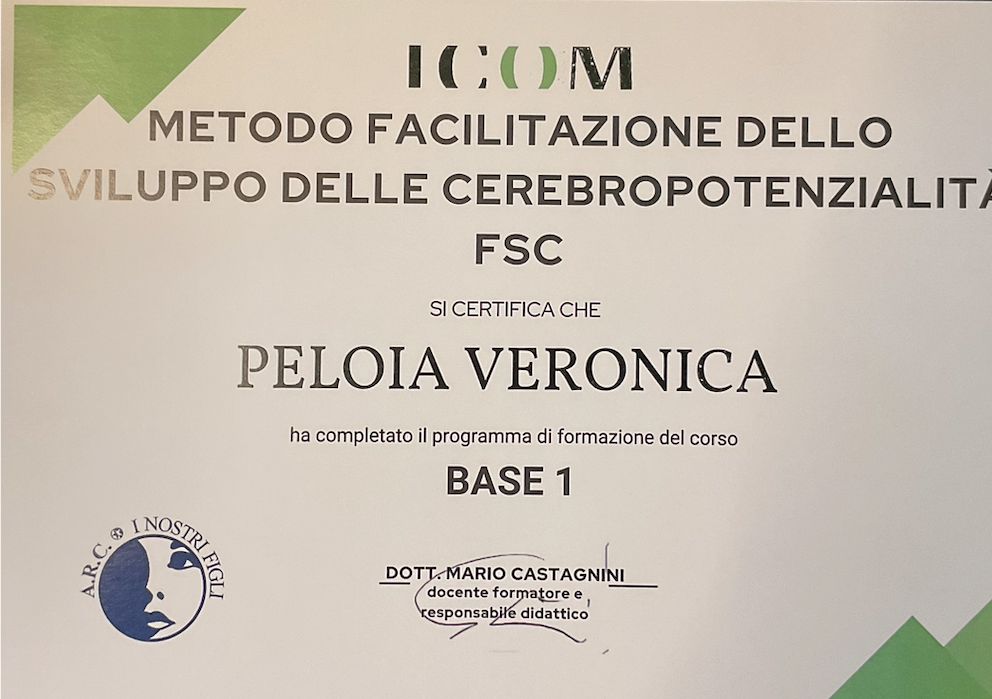 ICOM
METODO FACILITAZIONE DELLO
SVILUPPO DELLE CEREBROPOTENZIALITÀ
FSC
SI CERTIFICA CHE
PELOIA VERONICA
ha completato il programma di formazione del corso
BASE 1
A.R.C. I NOSTRI FIGLI
DOTT. MARIO CASTAGNINI
docente formatore e
responsabile didattico